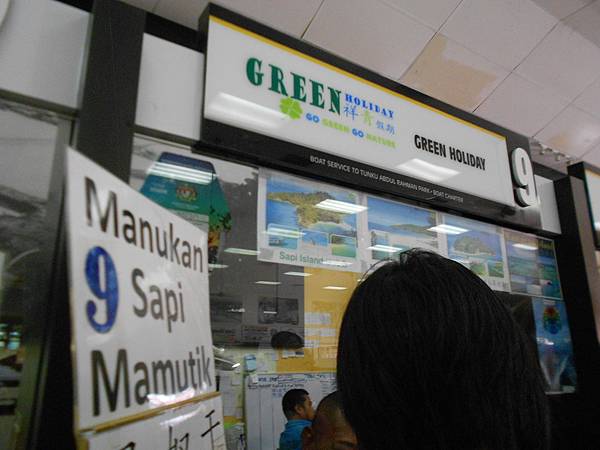 GREEN HOLIDAY
祥青假期
GO GREEN GO NATURE
GREEN HOLIDAY
9
BOAT SERVICE TO TUNKU ABDUL RAHMAN PARK • BOAT CHARTER
Sapi Island
Manukan
9 Sapi
Mamutik